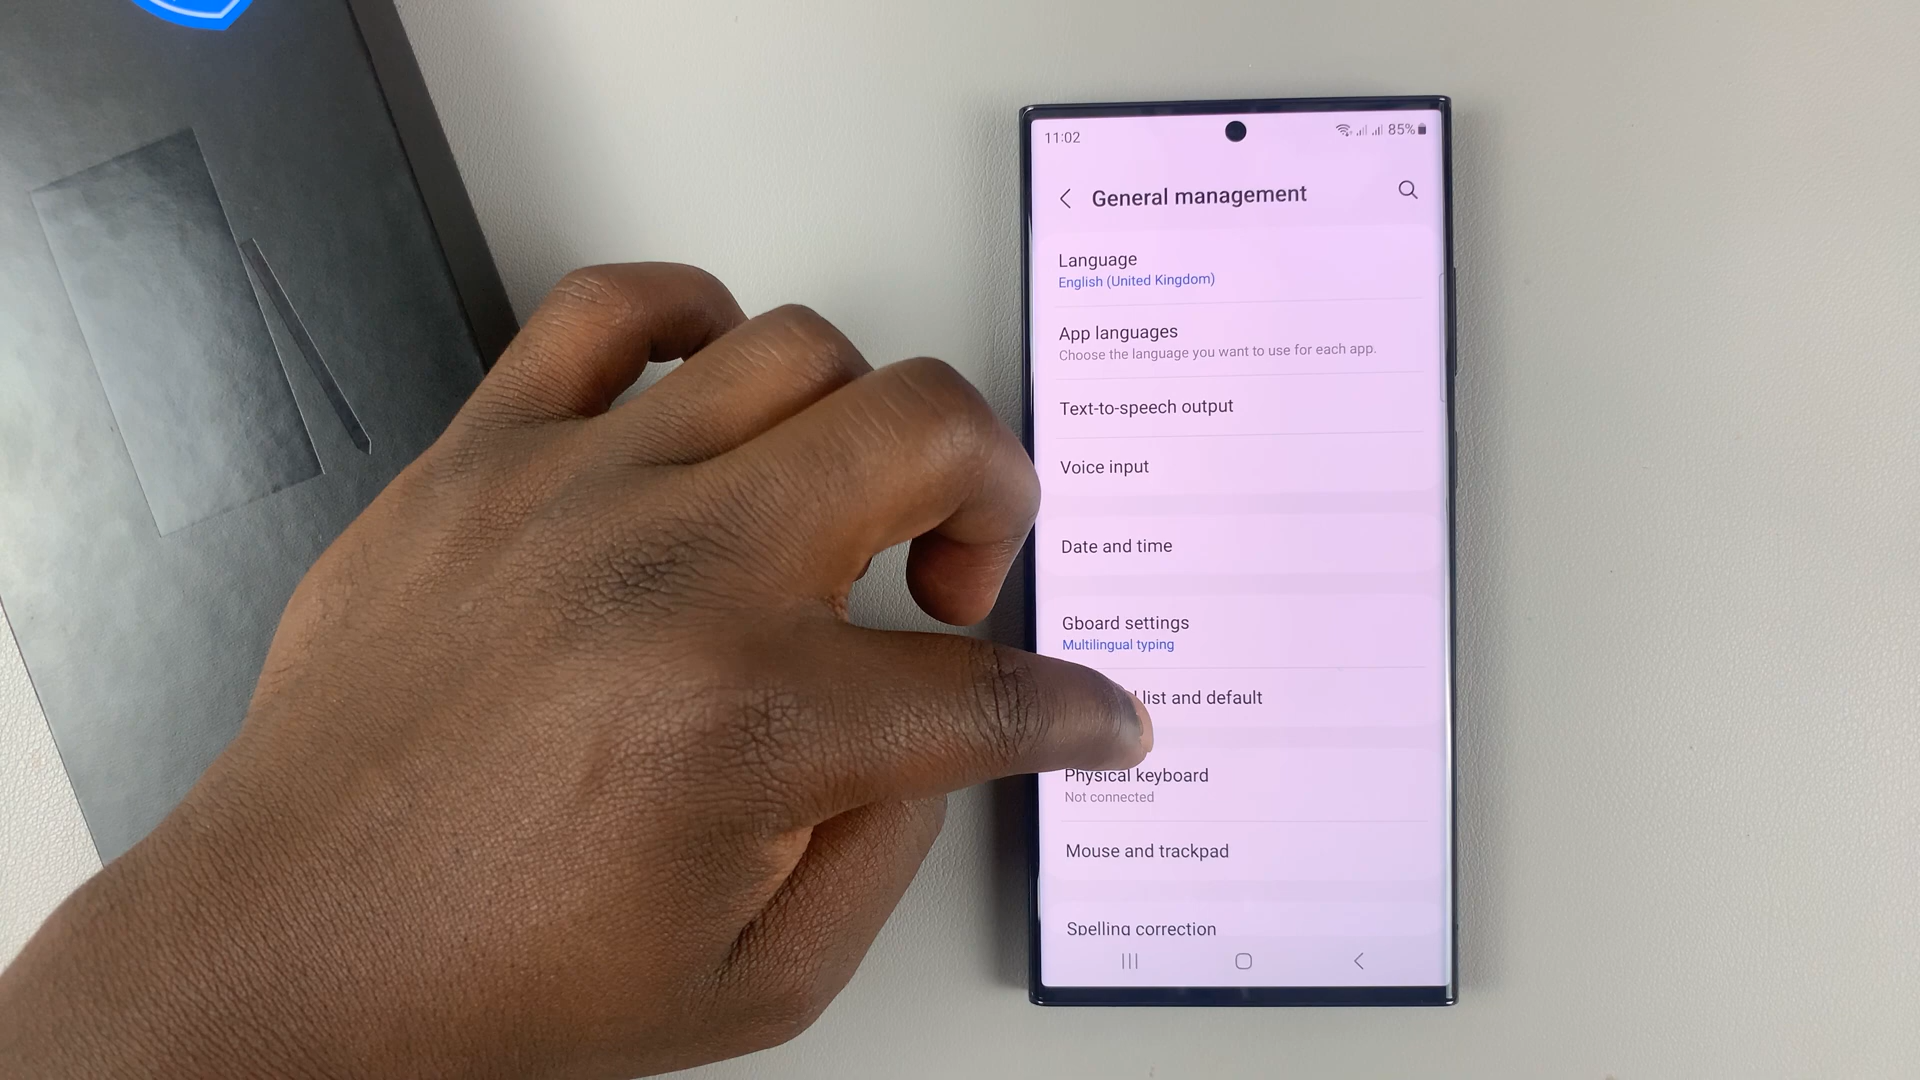 11:02
85%
General management
Language
English (United Kingdom)
App languages
Choose the language you want to use for each app.
Text-to-speech output
Voice input
Date and time
Gboard settings
Multilingual typing
list and default
Physical keyboard
Not connected
Mouse and trackpad
Spelling correction